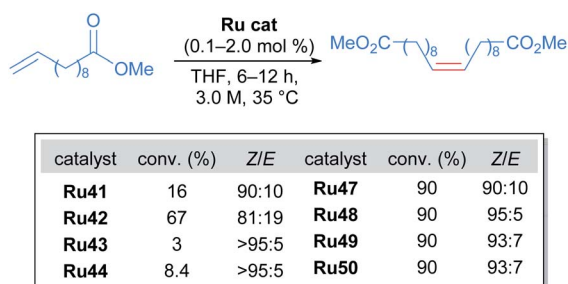 O
OMe
( )8
Ru cat
(0.1–2.0 mol %)
THF, 6–12 h,
3.0 M, 35 °C
MeO2C ( )8 ( )8 CO2Me
catalyst conv. (%) Z/E catalyst conv. (%) Z/E
Ru41 16 90:10 Ru47 90 90:10
Ru42 67 81:19 Ru48 90 95:5
Ru43 3 >95:5 Ru49 90 93:7
Ru44 8.4 >95:5 Ru50 90 93:7